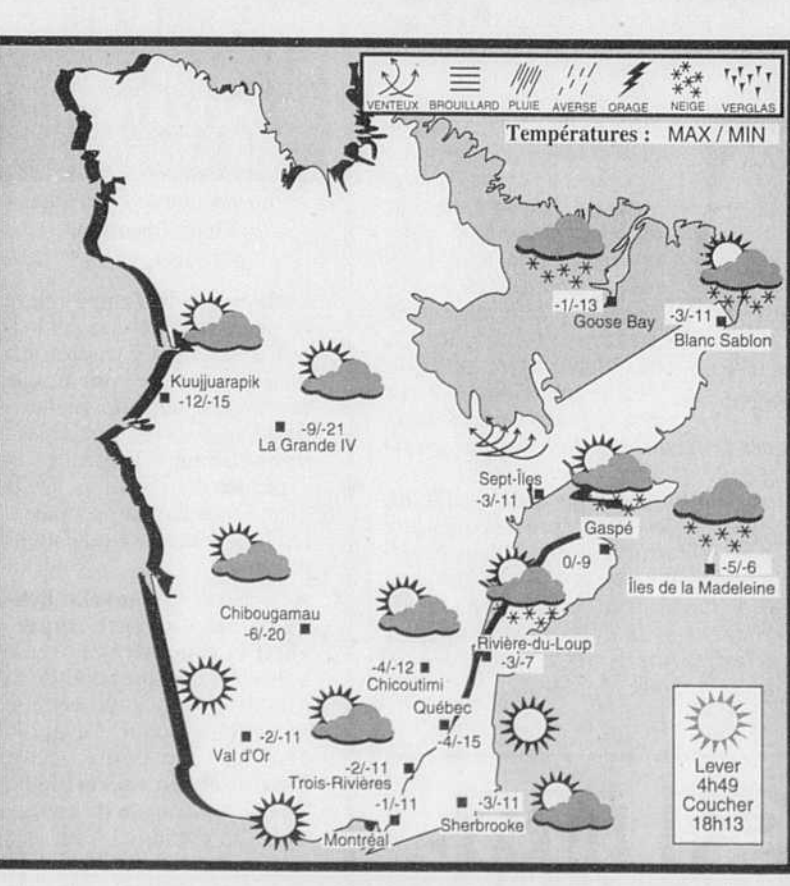 VENTEUX BROUILLARD PLUIE AVERSE ORAGE NEIGE VERGLAS
Températures : MAX / MIN
-1/-13
Goose Bay
-3/-11
Blanc Sablon
Kuujjuarapik
-12/-15
-9/-21
La Grande IV
Sept-Îles
-3/-11
Gaspé
0/-9
-5/-6
Îles de la Madeleine
Chibougamau
-6/-20
Rivière-du-Loup
-3/-7
-4/-12
Chicoutimi
Québec
-4/-15
-2/-11
Val d'Or
-2/-11
Trois-Rivières
-1/-11
Montréal
-3/-11
Sherbrooke
Lever
4h49
Coucher
18h13